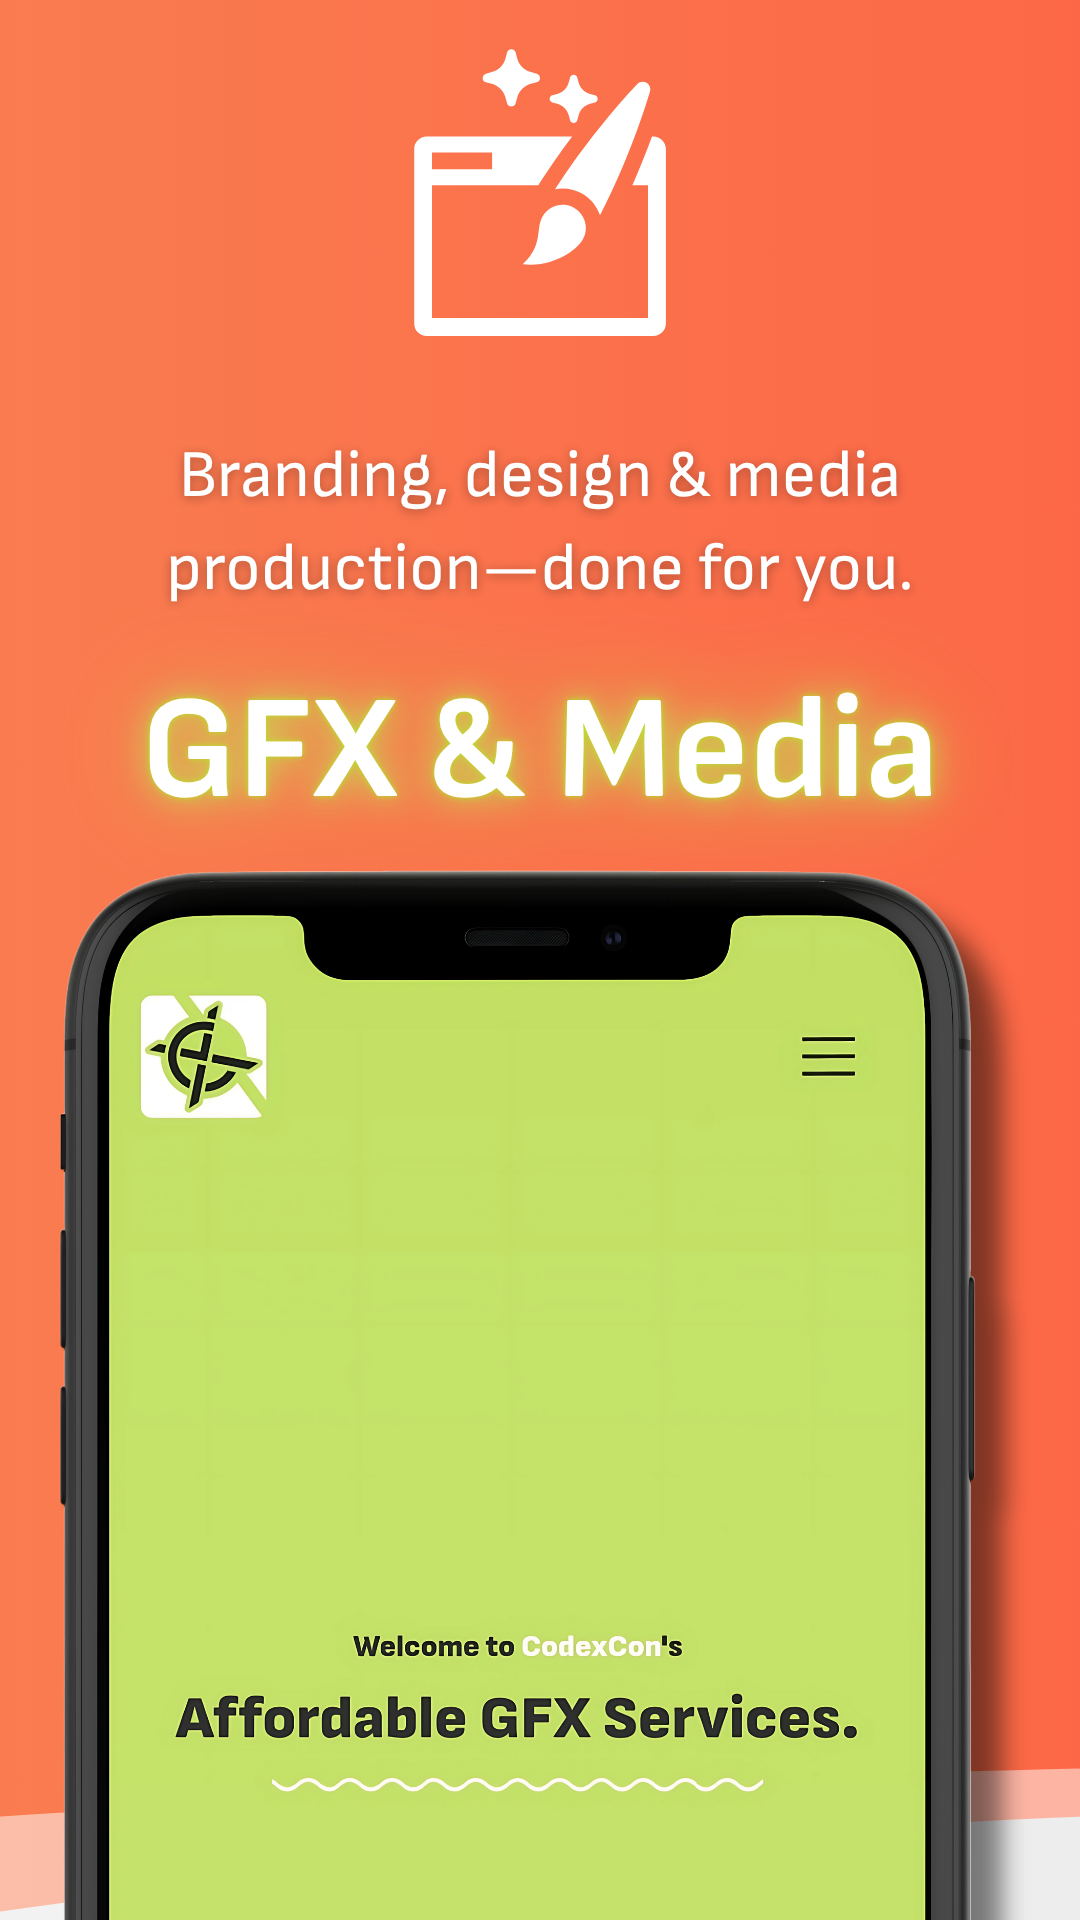 Branding, design & media
production—done for you.
GFX & Media
Welcome to CodexCon's
Affordable GFX Services.